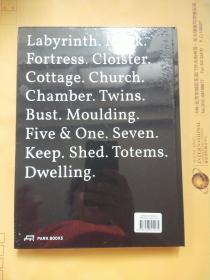 Labyrinth.
Fortress. Cloister.
Cottage. Church.
Chamber. Twins.
Bust. Moulding.
Five & One. Seven.
Keep. Shed. Totems.
Dwelling.
PARK BOOKS